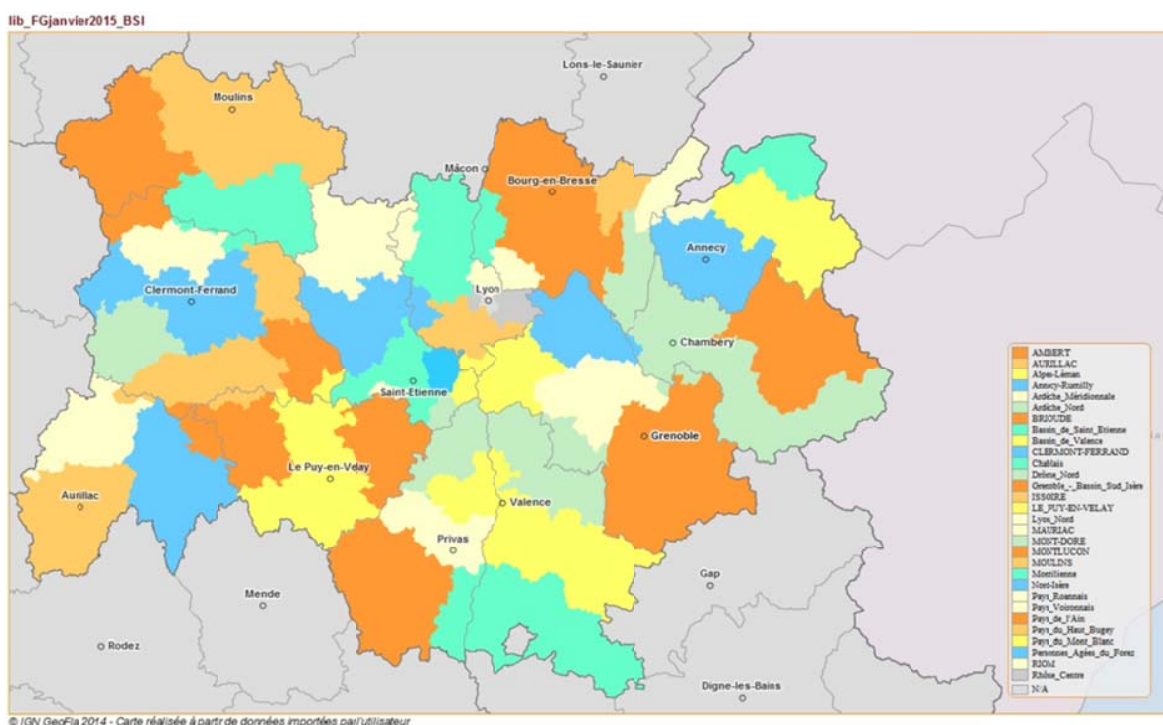 lib_FGjanvier2015_BSI
Lons-le-Saunier
Moulins
Mâcon
Bourg-en-Bresse
Annecy
Clermont-Ferrand
Lyon
Chambéry
Saint-Etienne
Grenoble
Le Puy-en-Velay
Aurillac
Valence
Privas
Gap
Mende
Rodez
Digne-les-Bains
AMBERT
AURILLAC
Alpes-Léman
Annecy-Rumilly
Ardèche_Méridionnale
Ardèche_Nord
BRIOUDE
Bassin_de_Saint_Etienne
Bassin_de_Valence
CLERMONT-FERRAND
Chablais
Drôme_Nord
Grenoble_-_Bassin_Sud_Isère
ISSOIRE
LE_PUY-EN-VELAY
Lyon_Nord
MAURIAC
MONT-DORE
MONTLUCON
MOULINS
Montilienne
Nord-Isère
Pays_Roannais
Pays_Voironnais
Pays_de_l'Ain
Pays_du_Haut_Bugey
Pays_du_Mont_Blanc
Personnes_Agées_du_Forez
RIOM
Rhône_Centre
N/A
© IGN GeoFla 2014 - Carte réalisée à partir de données importées par l'utilisateur